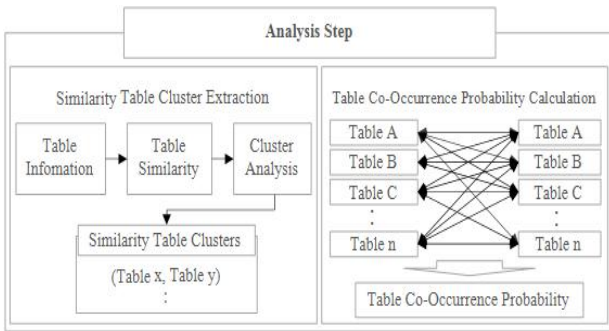 Analysis Step
Similarity Table Cluster Extraction
Table
Infomation
Table
Similarity
Cluster
Analysis
Similarity Table Clusters
(Table x, Table y)
:
Table Co-Occurrence Probability Calculation
Table A
Table B
Table C
:
Table n
Table A
Table B
Table C
:
Table n
Table Co-Occurrence Probability